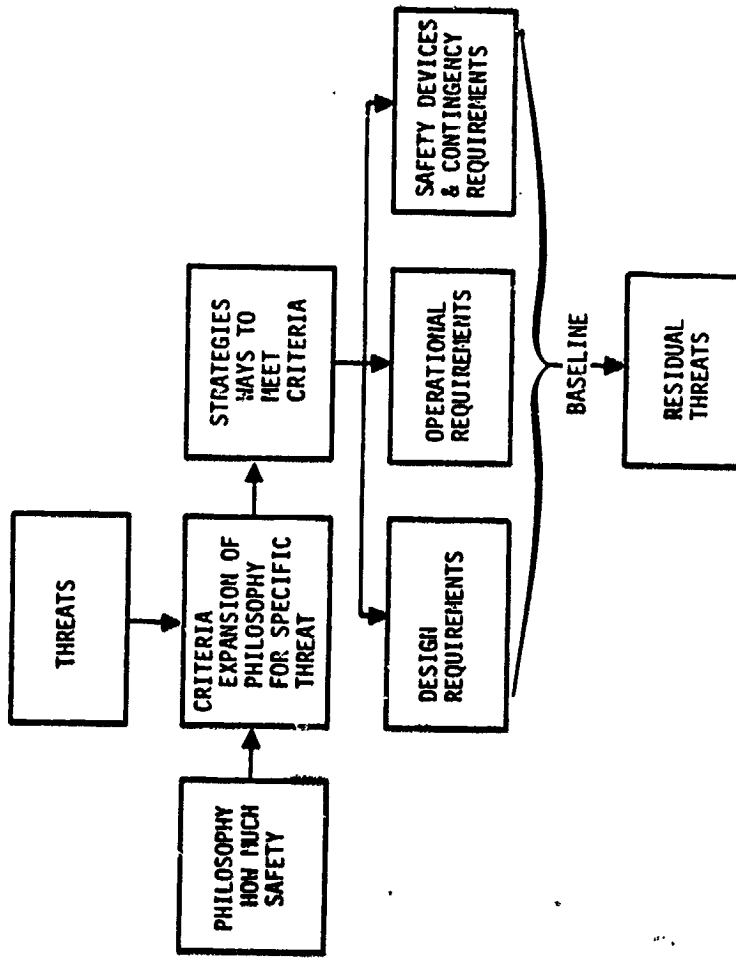 THREATS
PHILOSOPHY
HOW MUCH
SAFETY
CRITERIA
EXPANSION OF
PHILOSOPHY
FOR SPECIFIC
THREAT
STRATEGIES
WAYS TO
MEET
CRITERIA
DESIGN
REQUIREMENTS
OPERATIONAL
REQUIREMENTS
SAFETY DEVICES
& CONTINGENCY
REQUIREMENTS
BASELINE
RESIDUAL
THREATS